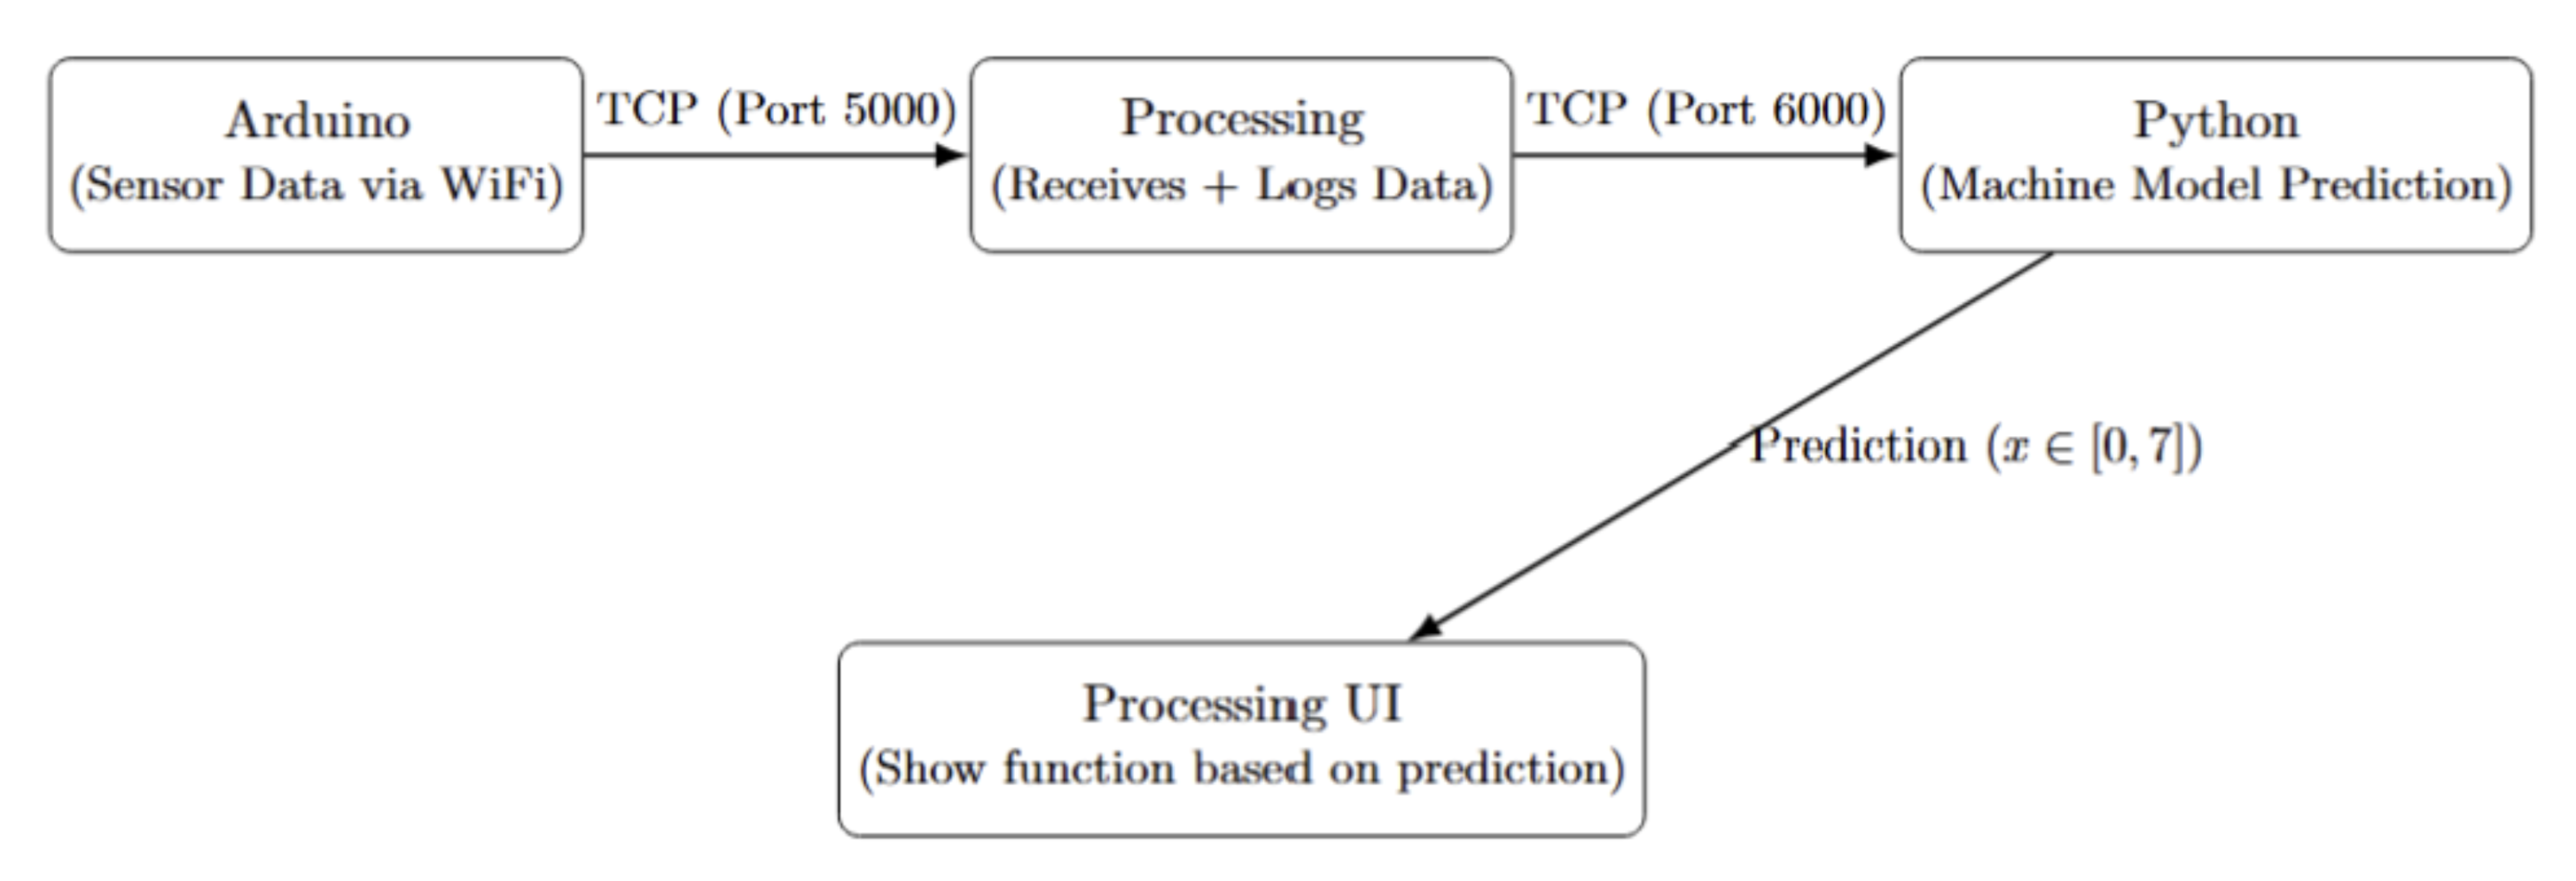 Arduino
(Sensor Data via WiFi)
TCP (Port 5000)
Processing
(Receives + Logs Data)
TCP (Port 6000)
Python
(Machine Model Prediction)
Prediction (x ∈ [0, 7])
Processing UI
(Show function based on prediction)